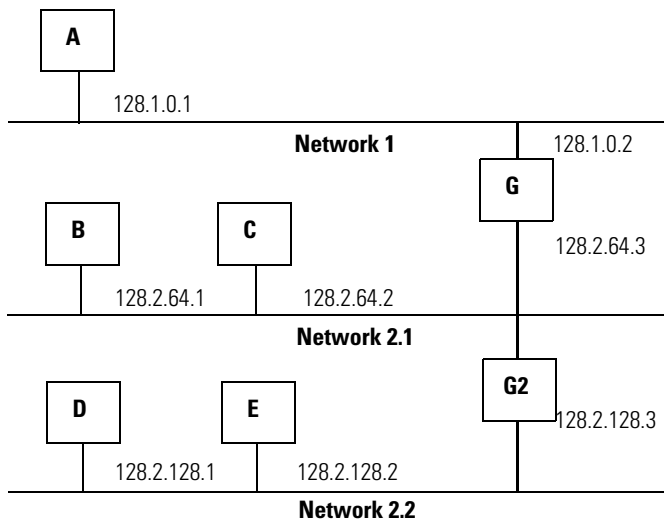 A
128.1.0.1
Network 1
128.1.0.2
G
B
C
128.2.64.3
128.2.64.1
128.2.64.2
Network 2.1
G2
D
E
128.2.128.3
128.2.128.1
128.2.128.2
Network 2.2